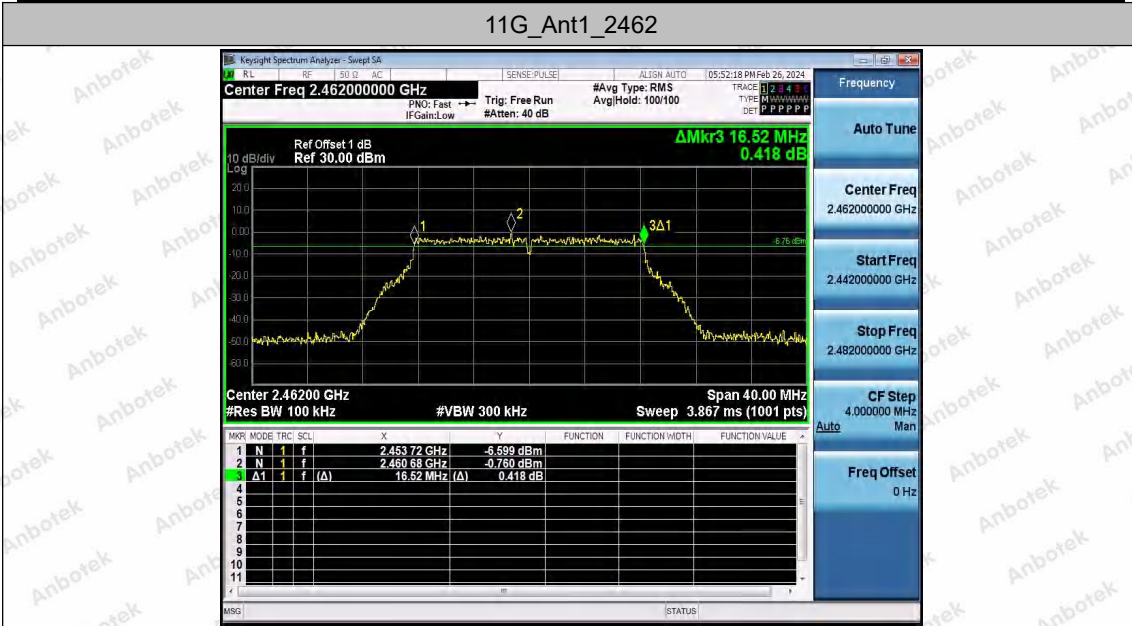 11G_Ant1_2462
Keysight Spectrum Analyzer - Swept SA
RL RF 50 Ω AC SENSE:PULSE ALIGN AUTO 05:52:18 PM Feb 26, 2024
Center Freq 2.462000000 GHz
PNO: Fast
IFGain:Low
Trig: Free Run
#Atten: 40 dB
#Avg Type: RMS
Avg|Hold: 100/100
TRACE 1 2 3 4 5 6
TYPE M WWWWW
DET P P P P P P
Frequency
Auto Tune
Center Freq
2.462000000 GHz
Start Freq
2.442000000 GHz
Stop Freq
2.482000000 GHz
CF Step
4.000000 MHz
Auto Man
Freq Offset
0 Hz
ΔMkr3 16.52 MHz
0.418 dB
Ref Offset 1 dB
10 dB/div Ref 30.00 dBm
Log
20.0
10.0
0.00
-10.0
-20.0
-30.0
-40.0
-50.0
-60.0
1
2
3Δ1
-6.76 dBm
Center 2.46200 GHz Span 40.00 MHz
#Res BW 100 kHz #VBW 300 kHz Sweep 3.867 ms (1001 pts)
MKR MODE TRC SCL X Y FUNCTION FUNCTION WIDTH FUNCTION VALUE
1 N 1 f 2.453 72 GHz -6.599 dBm
2 N 1 f 2.460 68 GHz -0.760 dBm
3 Δ1 1 f (Δ) 16.52 MHz (Δ) 0.418 dB
4
5
6
7
8
9
10
11
MSG STATUS
Anbotek